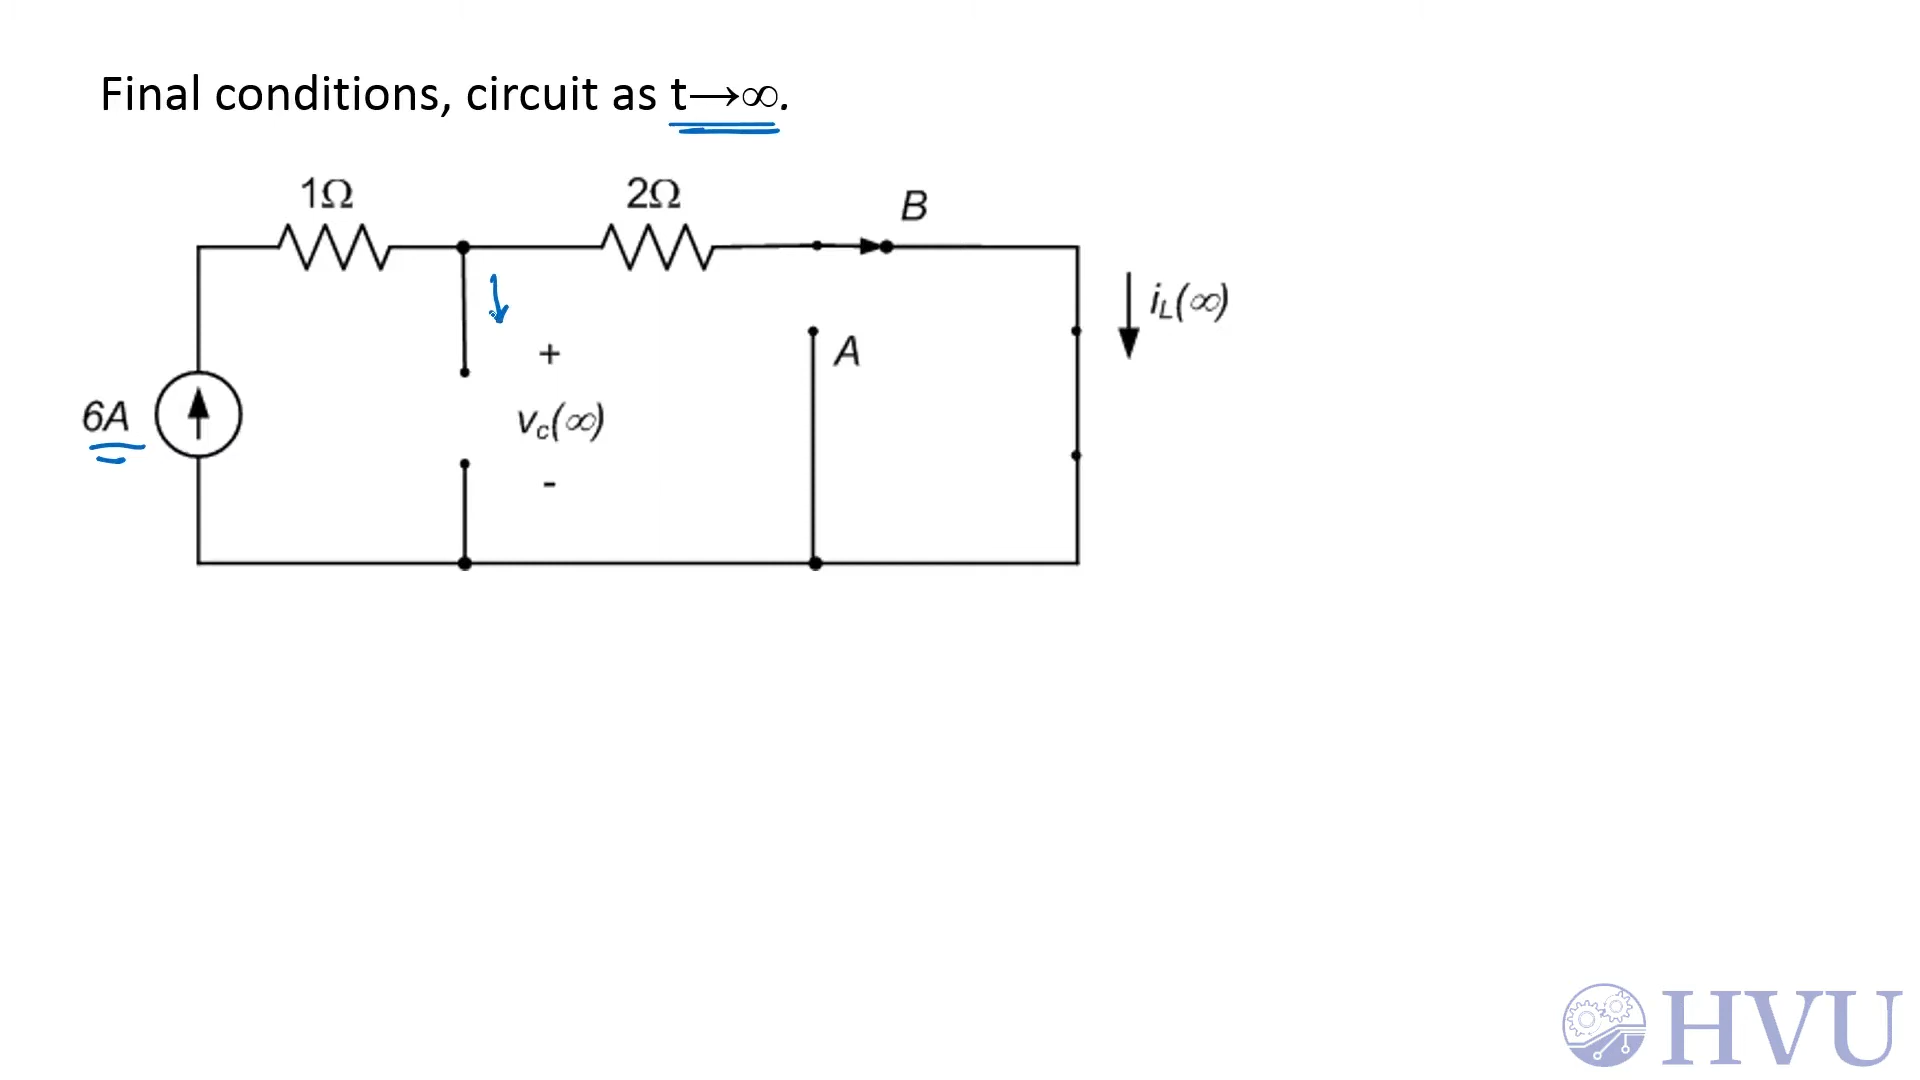 Final conditions, circuit as t→∞.
1Ω
2Ω
B
iL(∞)
+
A
6A
vc(∞)
-
HVU